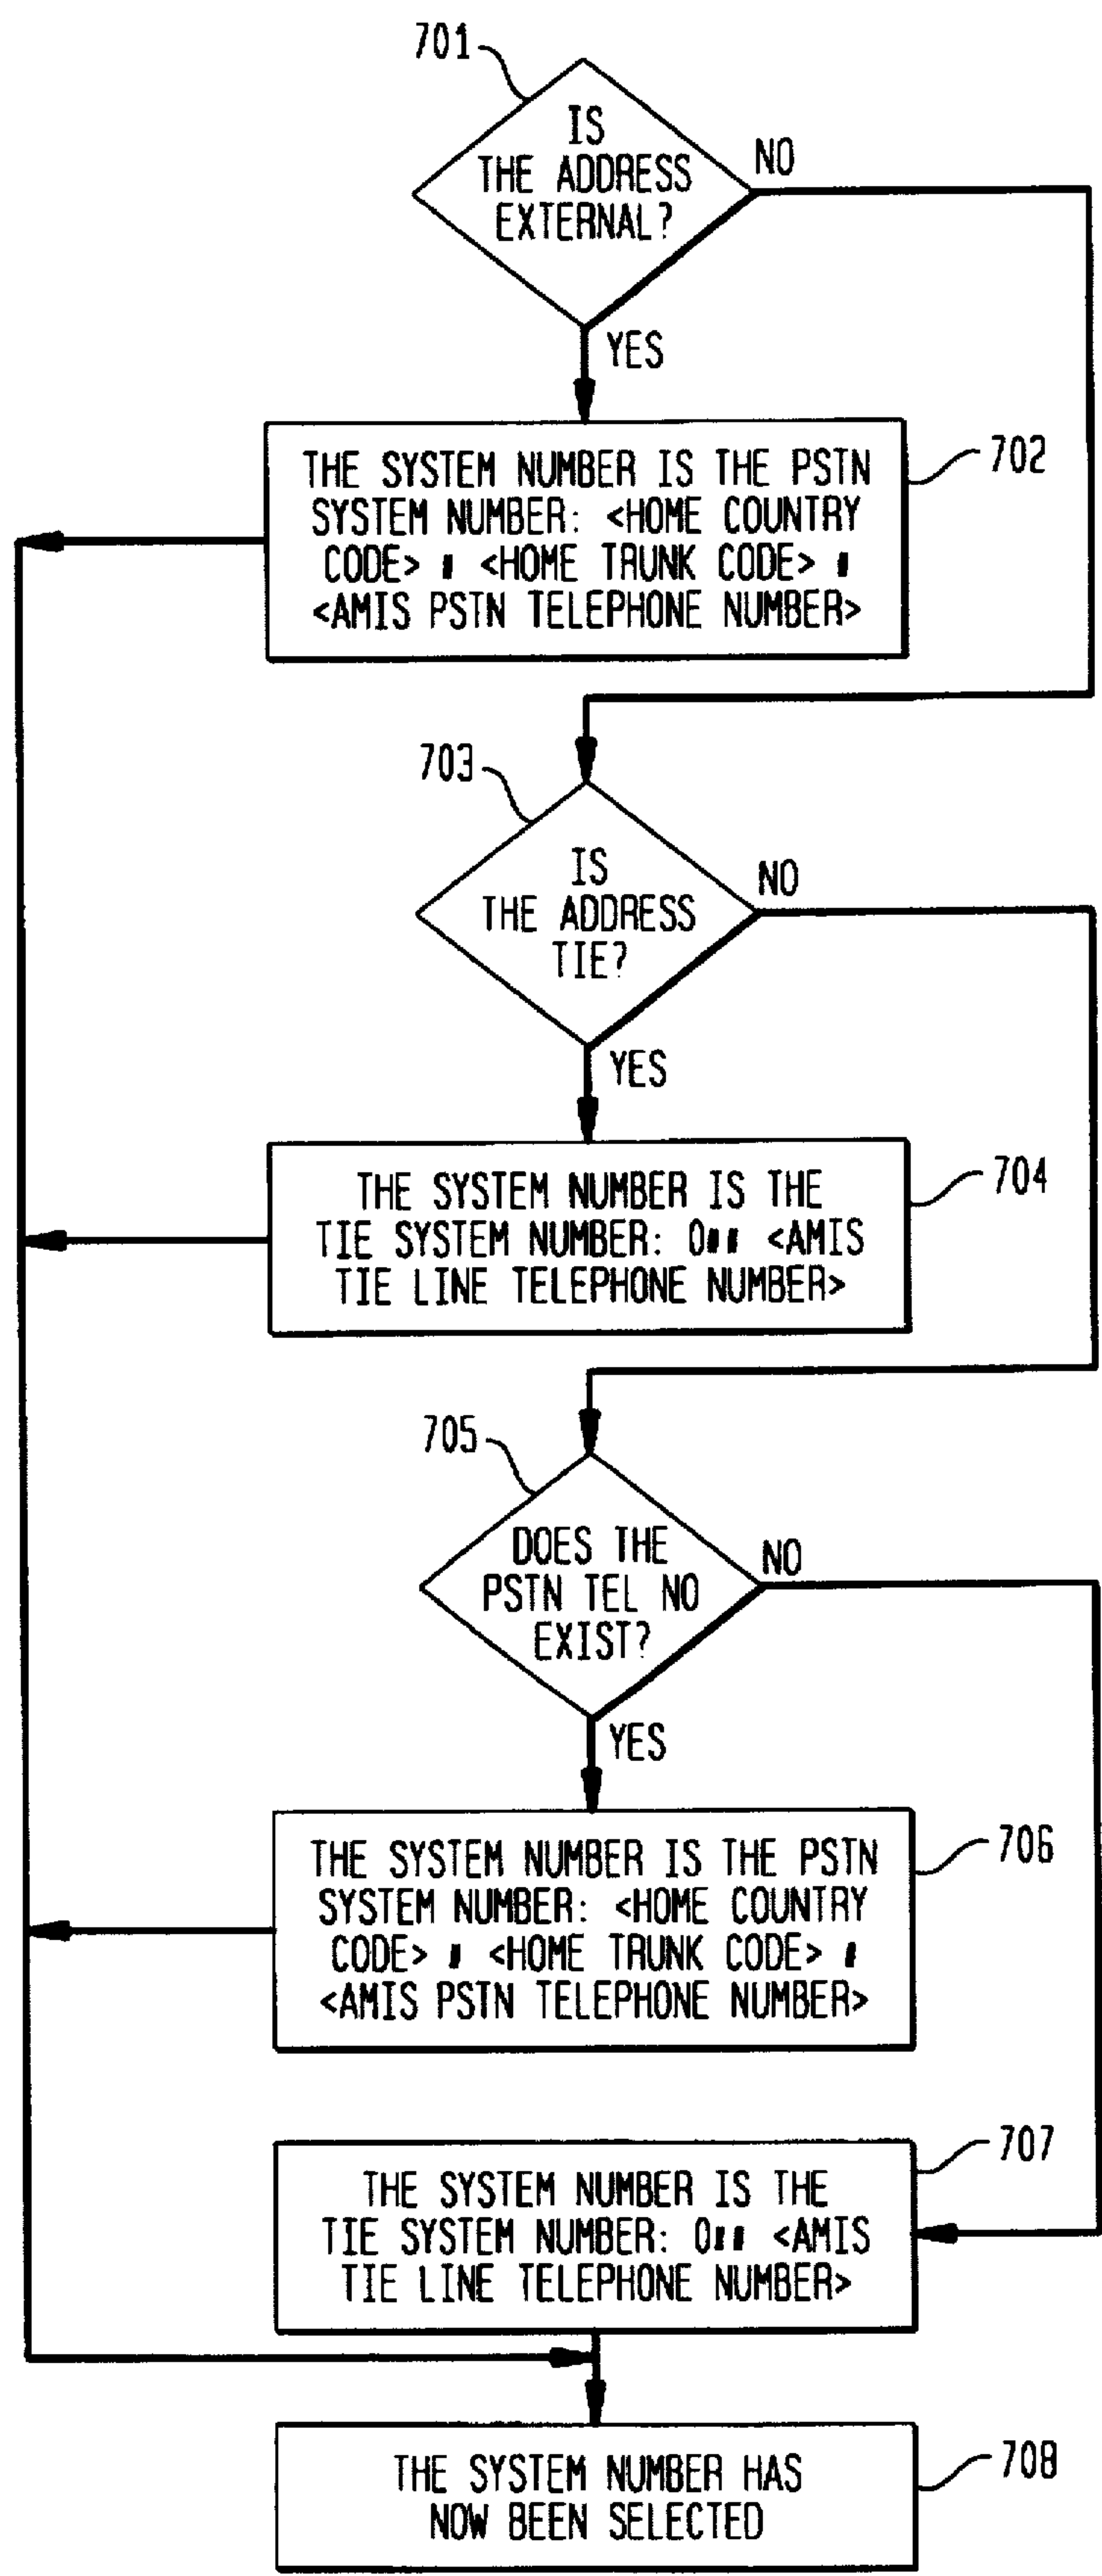 701
IS
THE ADDRESS
EXTERNAL?
NO
YES
702
THE SYSTEM NUMBER IS THE PSTN
SYSTEM NUMBER: <HOME COUNTRY
CODE> # <HOME TRUNK CODE> #
<AMIS PSTN TELEPHONE NUMBER>
703
IS
THE ADDRESS
TIE?
NO
YES
704
THE SYSTEM NUMBER IS THE
TIE SYSTEM NUMBER: 0## <AMIS
TIE LINE TELEPHONE NUMBER>
705
DOES THE
PSTN TEL NO
EXIST?
NO
YES
706
THE SYSTEM NUMBER IS THE PSTN
SYSTEM NUMBER: <HOME COUNTRY
CODE> # <HOME TRUNK CODE> #
<AMIS PSTN TELEPHONE NUMBER>
707
THE SYSTEM NUMBER IS THE
TIE SYSTEM NUMBER: 0## <AMIS
TIE LINE TELEPHONE NUMBER>
708
THE SYSTEM NUMBER HAS
NOW BEEN SELECTED